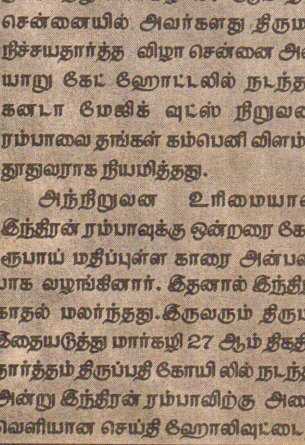 சென்னையில் அவர்களது திரும
நிச்சயதார்த்த விழா சென்னை அ
யாறு கேட் ஹோட்டலில் நடந்த
கனடா மேஜிக் வுட்ஸ் நிறுவ
ரம்பாவை தங்கள் கம்பெனி விளம்
தூதுவராக நியமித்தது.
அந்நிறுவன உரிமையா
இந்திரன் ரம்பாவுக்கு ஒன்றரை கே
ரூபாய் மதிப்புள்ள காரை அன்ப
பாக வழங்கினார். இதனால் இந்தி
காதல் மலர்ந்தது.இருவரும் திரும
இதையடுத்து மார்கழி 27 ஆம் திகதி
தார்த்தம் திருப்பதி கோயி லில் நடந்
அன்று இந்திரன் ரம்பாவிற்கு அ
வெளியான செய்தி ஹோலிவுட்டை